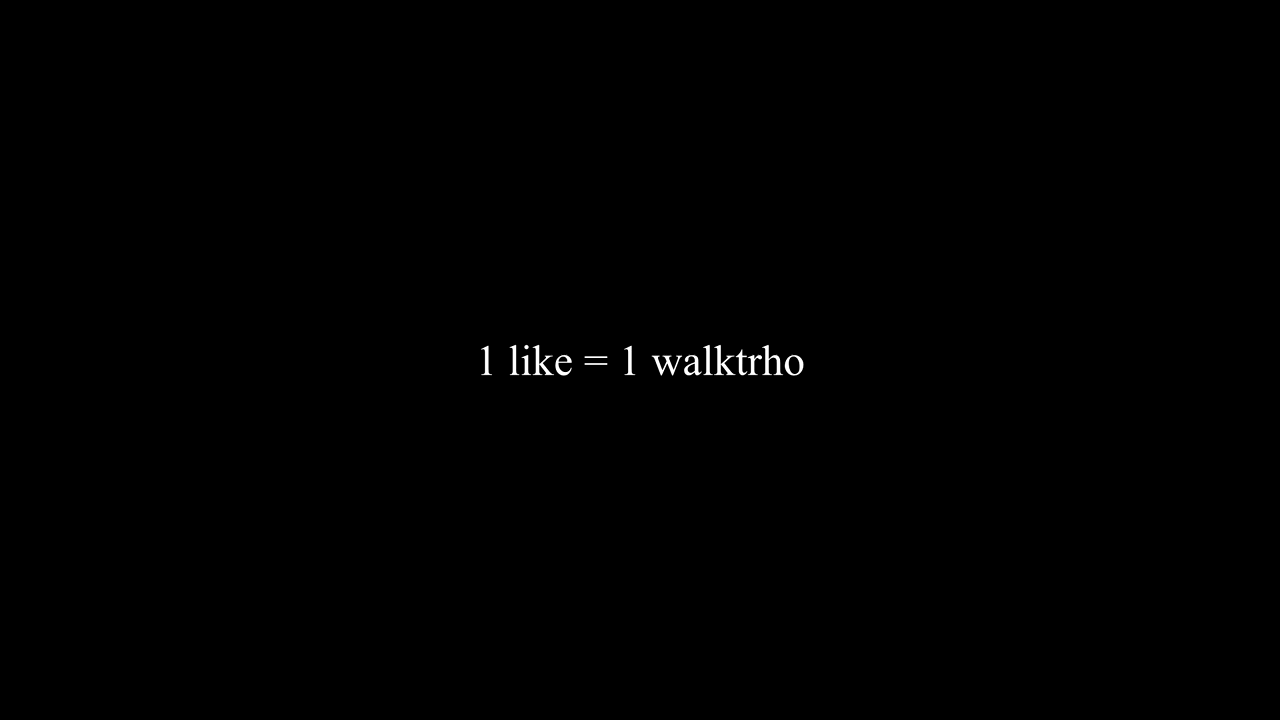 1 like = 1 walktrho